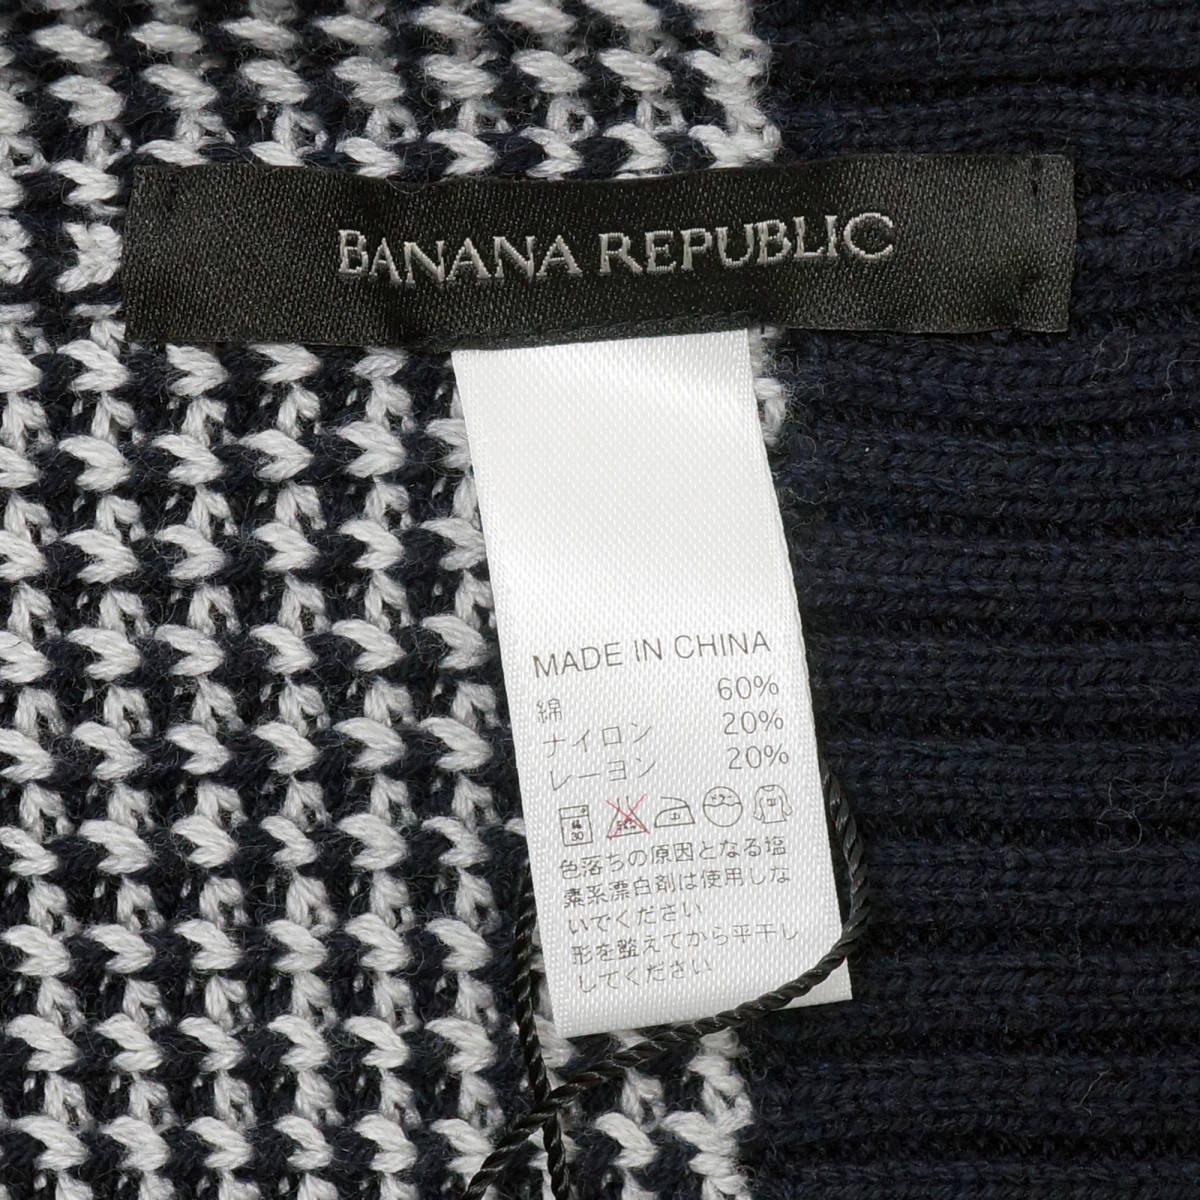 BANANA REPUBLIC
MADE IN CHINA
綿 60%
ナイロン 20%
レーヨン 20%
30
色落ちの原因となる塩
素系漂白剤は使用しな
いでください
形を整えてから平干し
してください